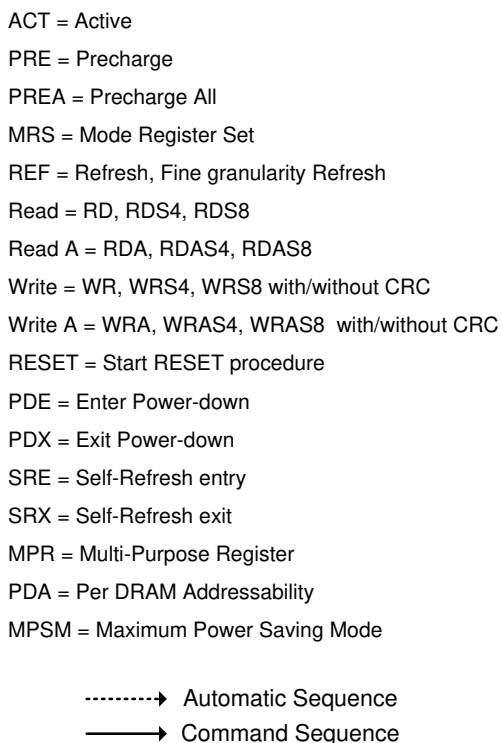 ACT = Active
PRE = Precharge
PREA = Precharge All
MRS = Mode Register Set
REF = Refresh, Fine granularity Refresh
Read = RD, RDS4, RDS8
Read A = RDA, RDAS4, RDAS8
Write = WR, WRS4, WRS8 with/without CRC
Write A = WRA, WRAS4, WRAS8  with/without CRC
RESET = Start RESET procedure
PDE = Enter Power-down
PDX = Exit Power-down
SRE = Self-Refresh entry
SRX = Self-Refresh exit
MPR = Multi-Purpose Register
PDA = Per DRAM Addressability
MPSM = Maximum Power Saving Mode
Automatic Sequence
Command Sequence